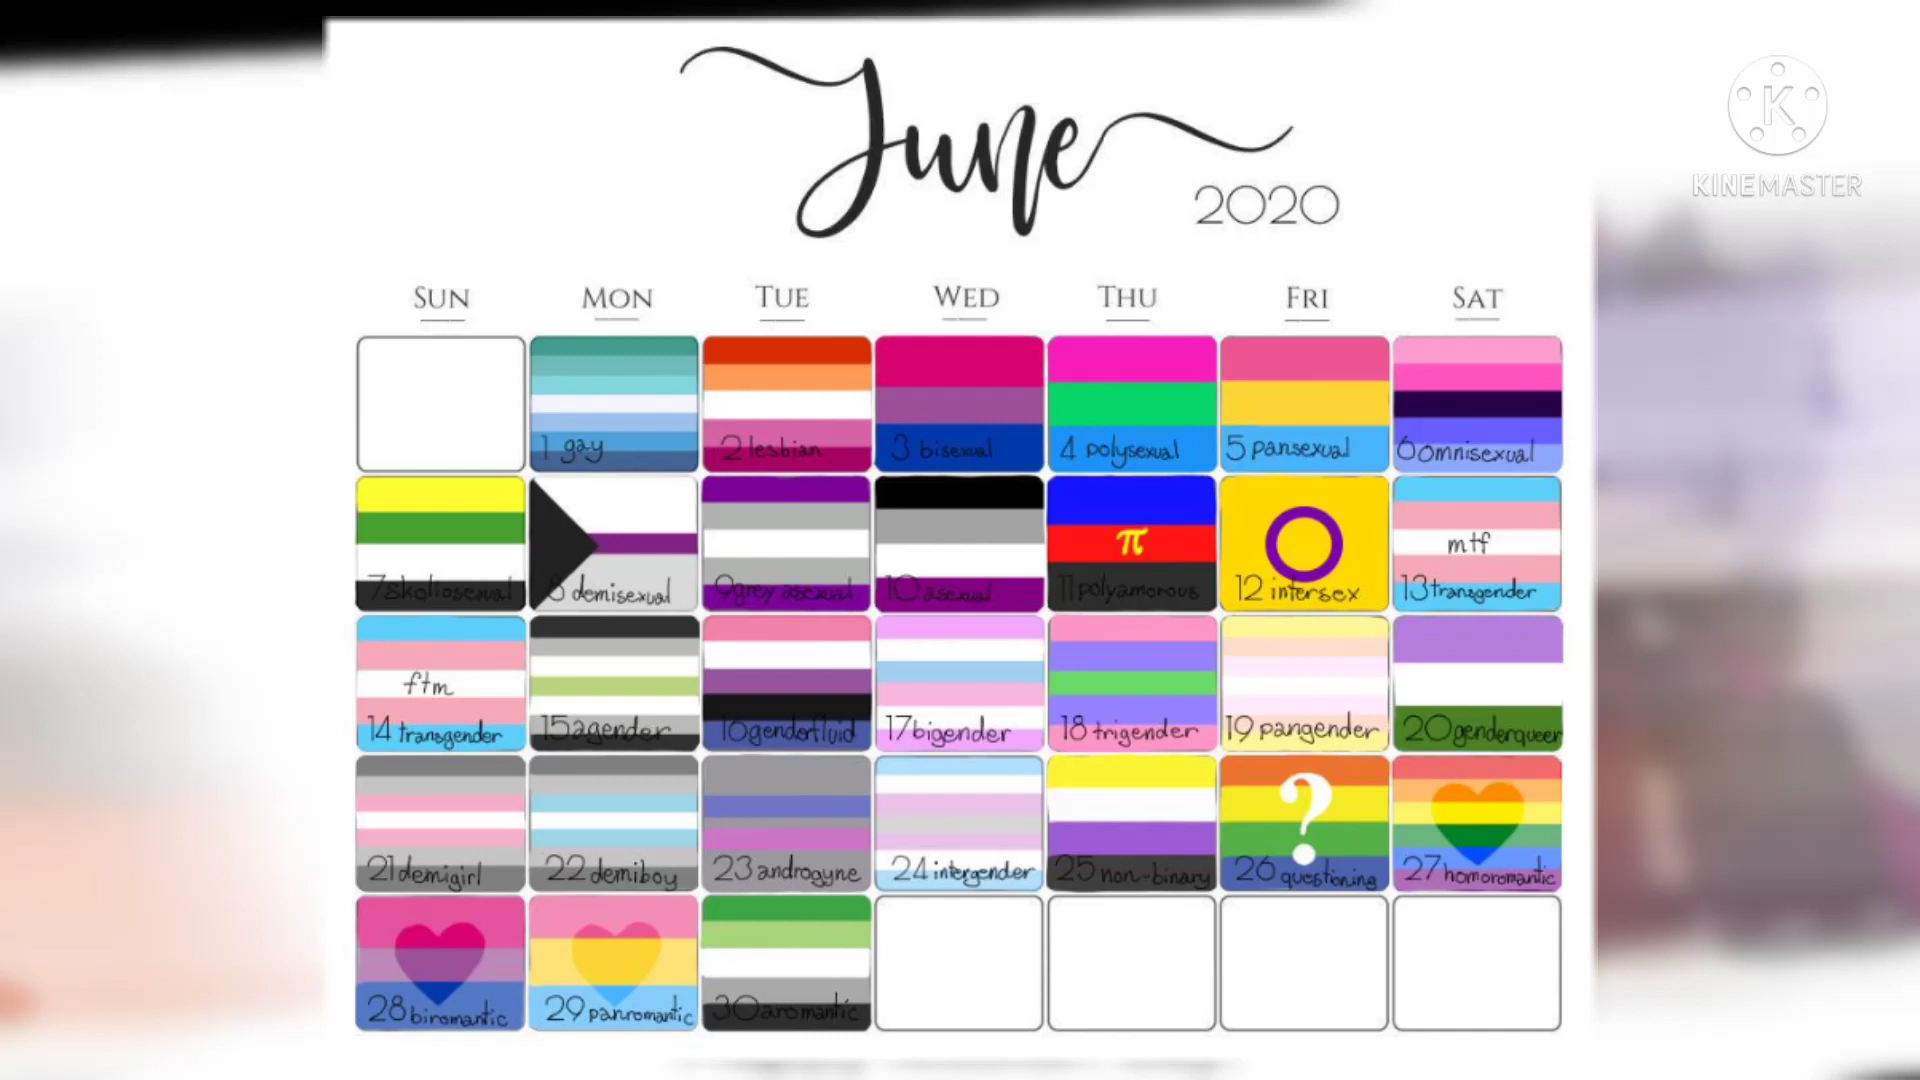 June
2020
K
KINEMASTER
SUN MON TUE WED THU FRI SAT
1 gay 2 lesbian 3 bisexual 4 polysexual 5 pansexual 6 omnisexual
π
mtf
7 skoliosexual 8 demisexual 9 grey asexual 10 asexual 11 polyamorous 12 intersex 13 transgender
ftm
14 transgender 15 agender 16 genderfluid 17 bigender 18 trigender 19 pangender 20 genderqueer
?
21 demigirl 22 demiboy 23 androgyne 24 intergender 25 non-binary 26 questioning 27 homoromantic
28 biromantic 29 panromantic 30 aromantic